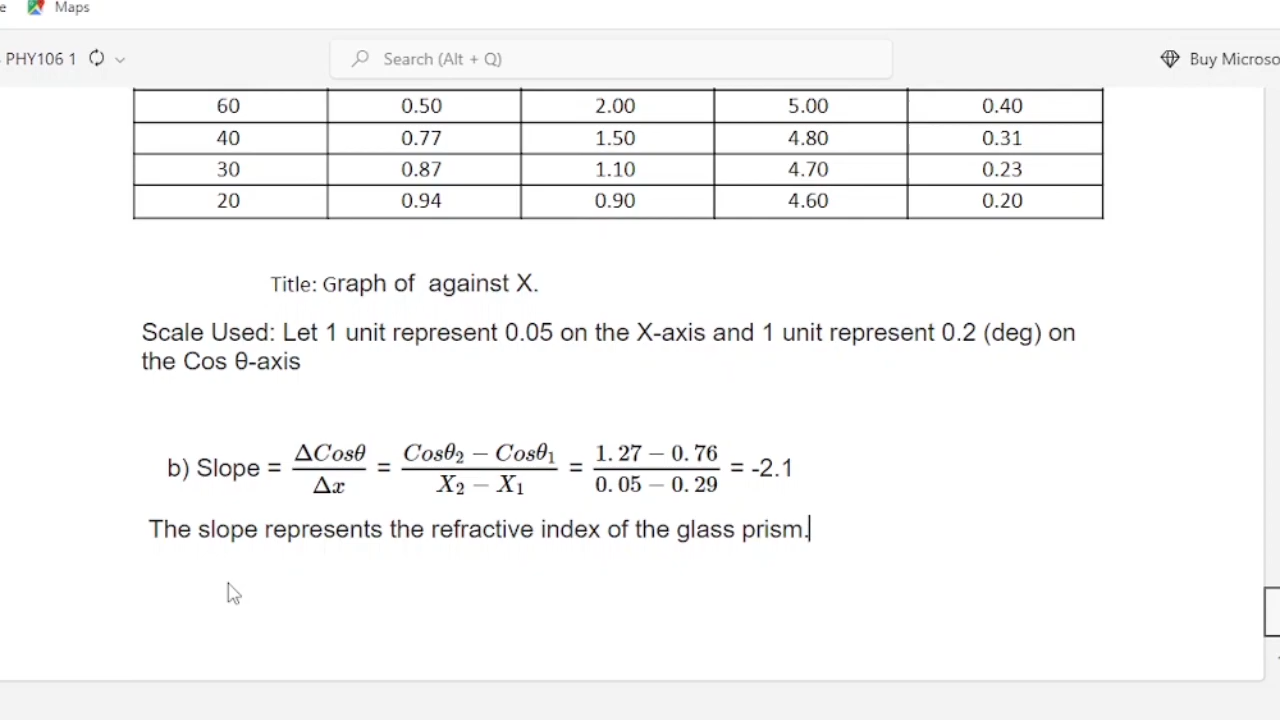 e Maps
PHY106 1 Search (Alt + Q) Buy Microso
60 0.50 2.00 5.00 0.40
40 0.77 1.50 4.80 0.31
30 0.87 1.10 4.70 0.23
20 0.94 0.90 4.60 0.20
Title: Graph of against X.
Scale Used: Let 1 unit represent 0.05 on the X-axis and 1 unit represent 0.2 (deg) on
the Cos θ-axis
b) Slope = ΔCosθ / Δx = Cosθ₂ − Cosθ₁ / X₂ − X₁ = 1.27 − 0.76 / 0.05 − 0.29 = -2.1
The slope represents the refractive index of the glass prism.